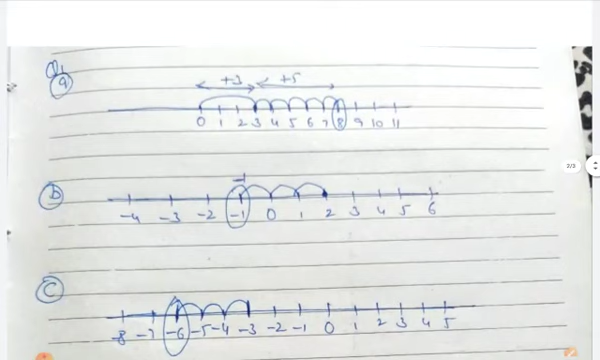 Q1
a
+3 +5
0 1 2 3 4 5 6 7 8 9 10 11
b
-1
-4 -3 -2 -1 0 1 2 3 4 5 6
3/3
c
-8 -7 -6 -5 -4 -3 -2 -1 0 1 2 3 4 5